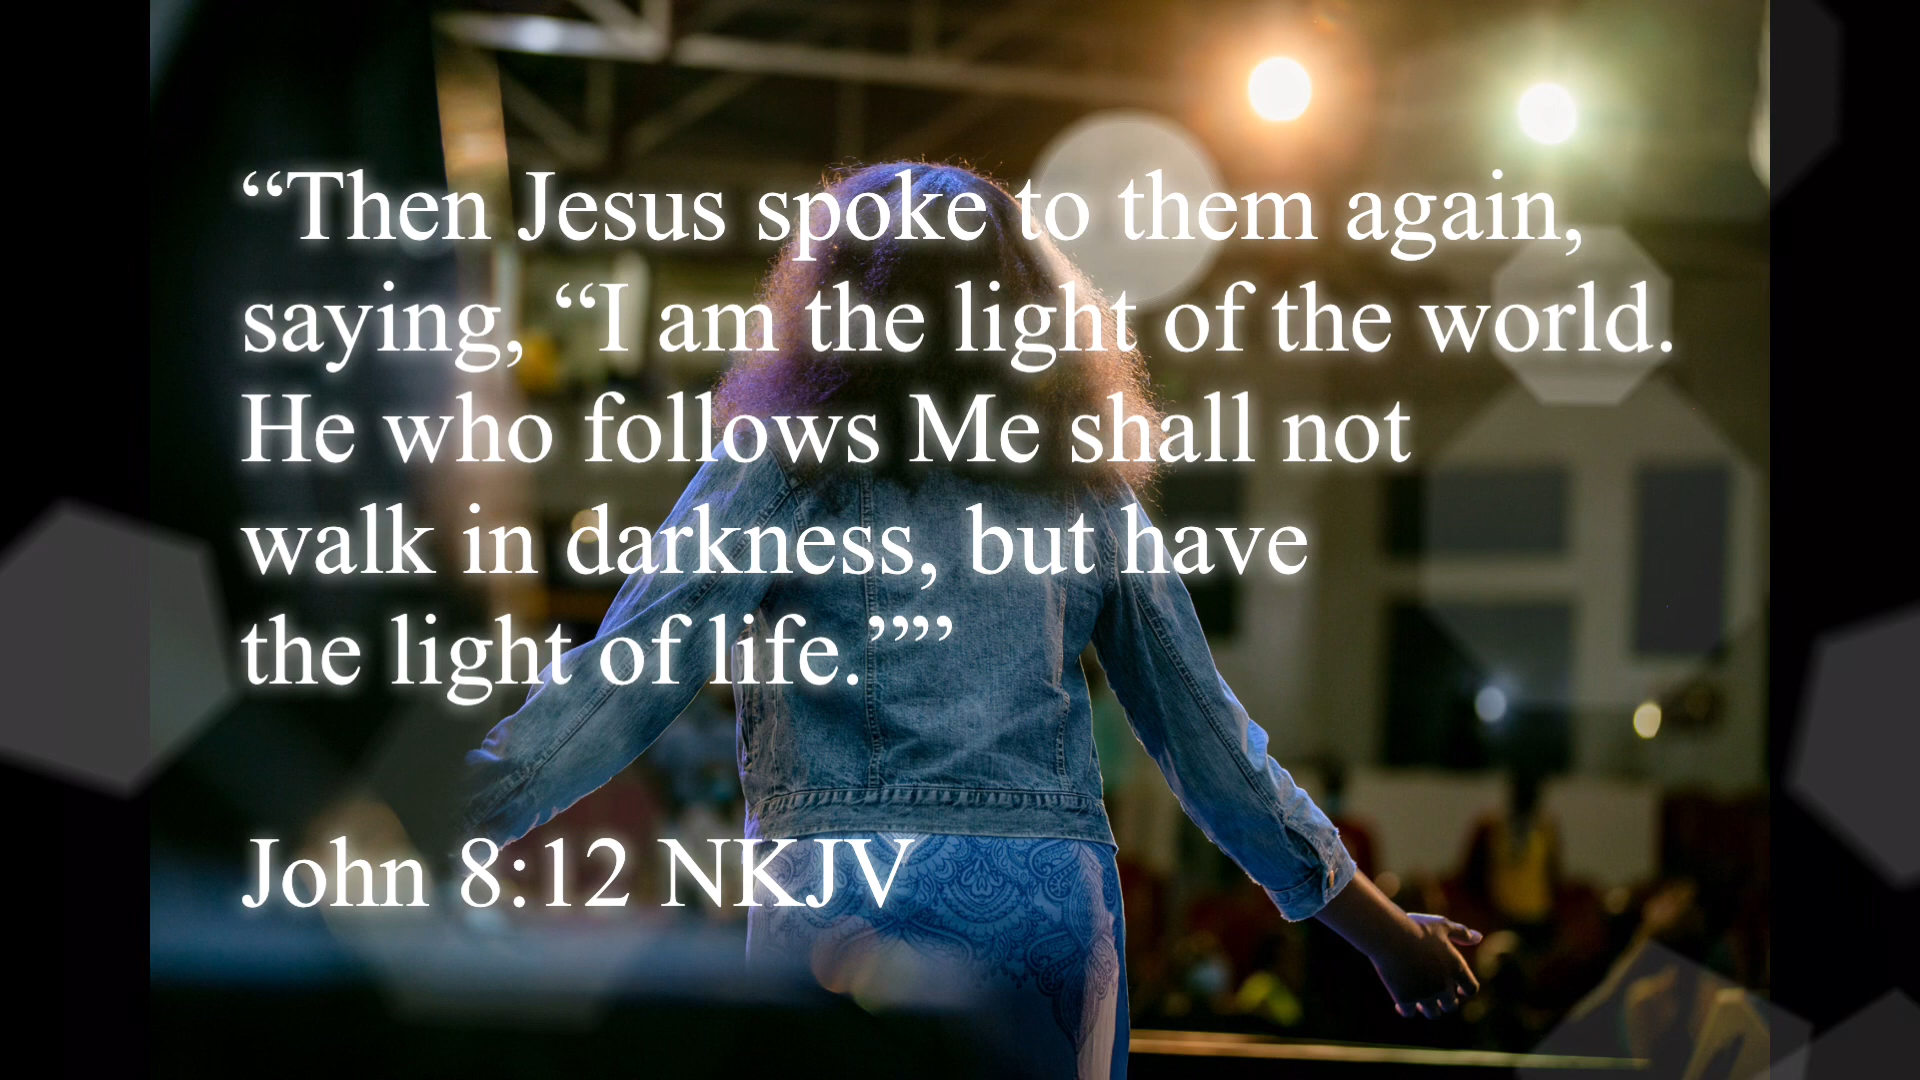 “Then Jesus spoke to them again,
saying, “I am the light of the world.
He who follows Me shall not
walk in darkness, but have
the light of life.””” 
John 8:12 NKJV